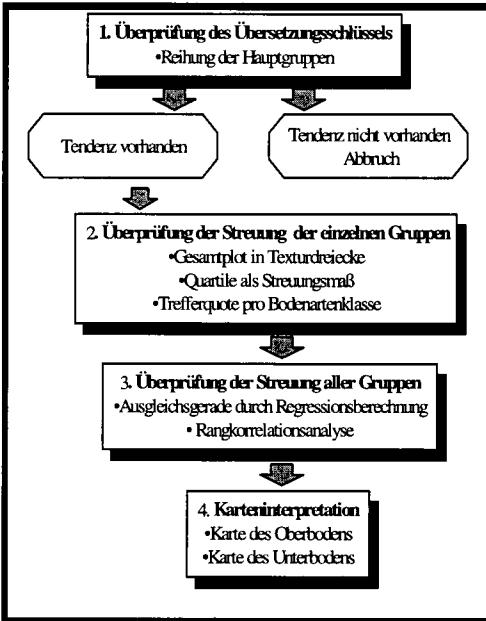 1. Überprüfung des Übersetzungsschlüssels
•Reihung der Hauptgruppen
Tendenz vorhanden
Tendenz nicht vorhanden
Abbruch
2. Überprüfung der Streuung der einzelnen Gruppen
•Gesamtplot in Texturdreiecke
•Quartile als Streuungsmaß
•Trefferquote pro Bodenartenklasse
3. Überprüfung der Streuung aller Gruppen
•Ausgleichsgerade durch Regressionsberechnung
• Rangkorrelationsanalyse
4. Karteninterpretation
•Karte des Oberbodens
•Karte des Unterbodens